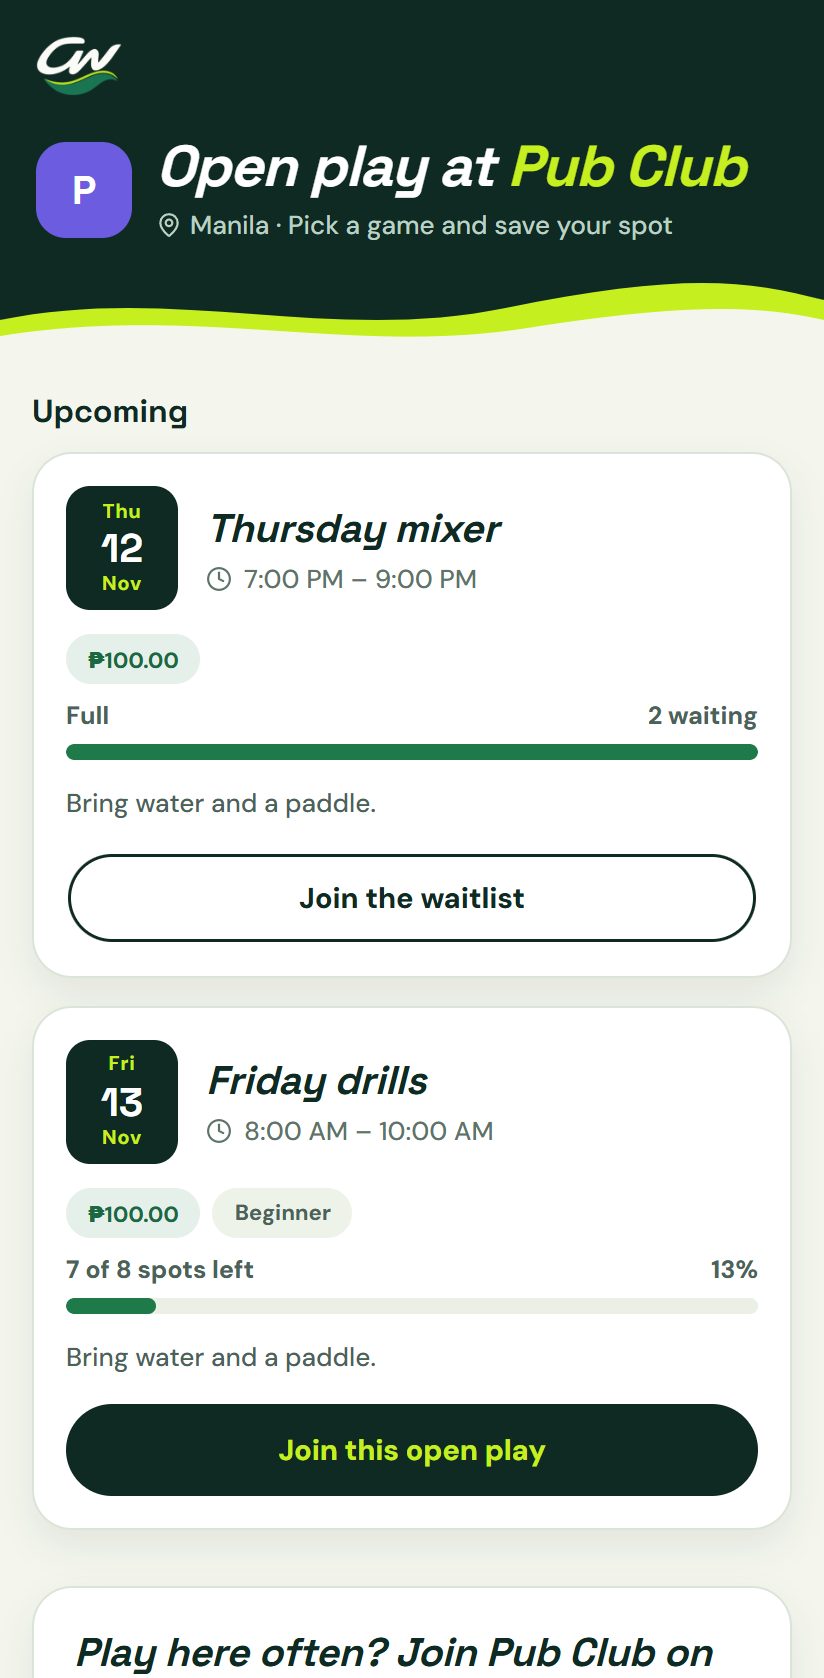 CW
Open play at Pub Club
P
Manila · Pick a game and save your spot
Upcoming
Thu
12
Nov
Thursday mixer
7:00 PM – 9:00 PM
₱100.00
Full
2 waiting
Bring water and a paddle.
Join the waitlist
Fri
13
Nov
Friday drills
8:00 AM – 10:00 AM
₱100.00
Beginner
7 of 8 spots left
13%
Bring water and a paddle.
Join this open play
Play here often? Join Pub Club on